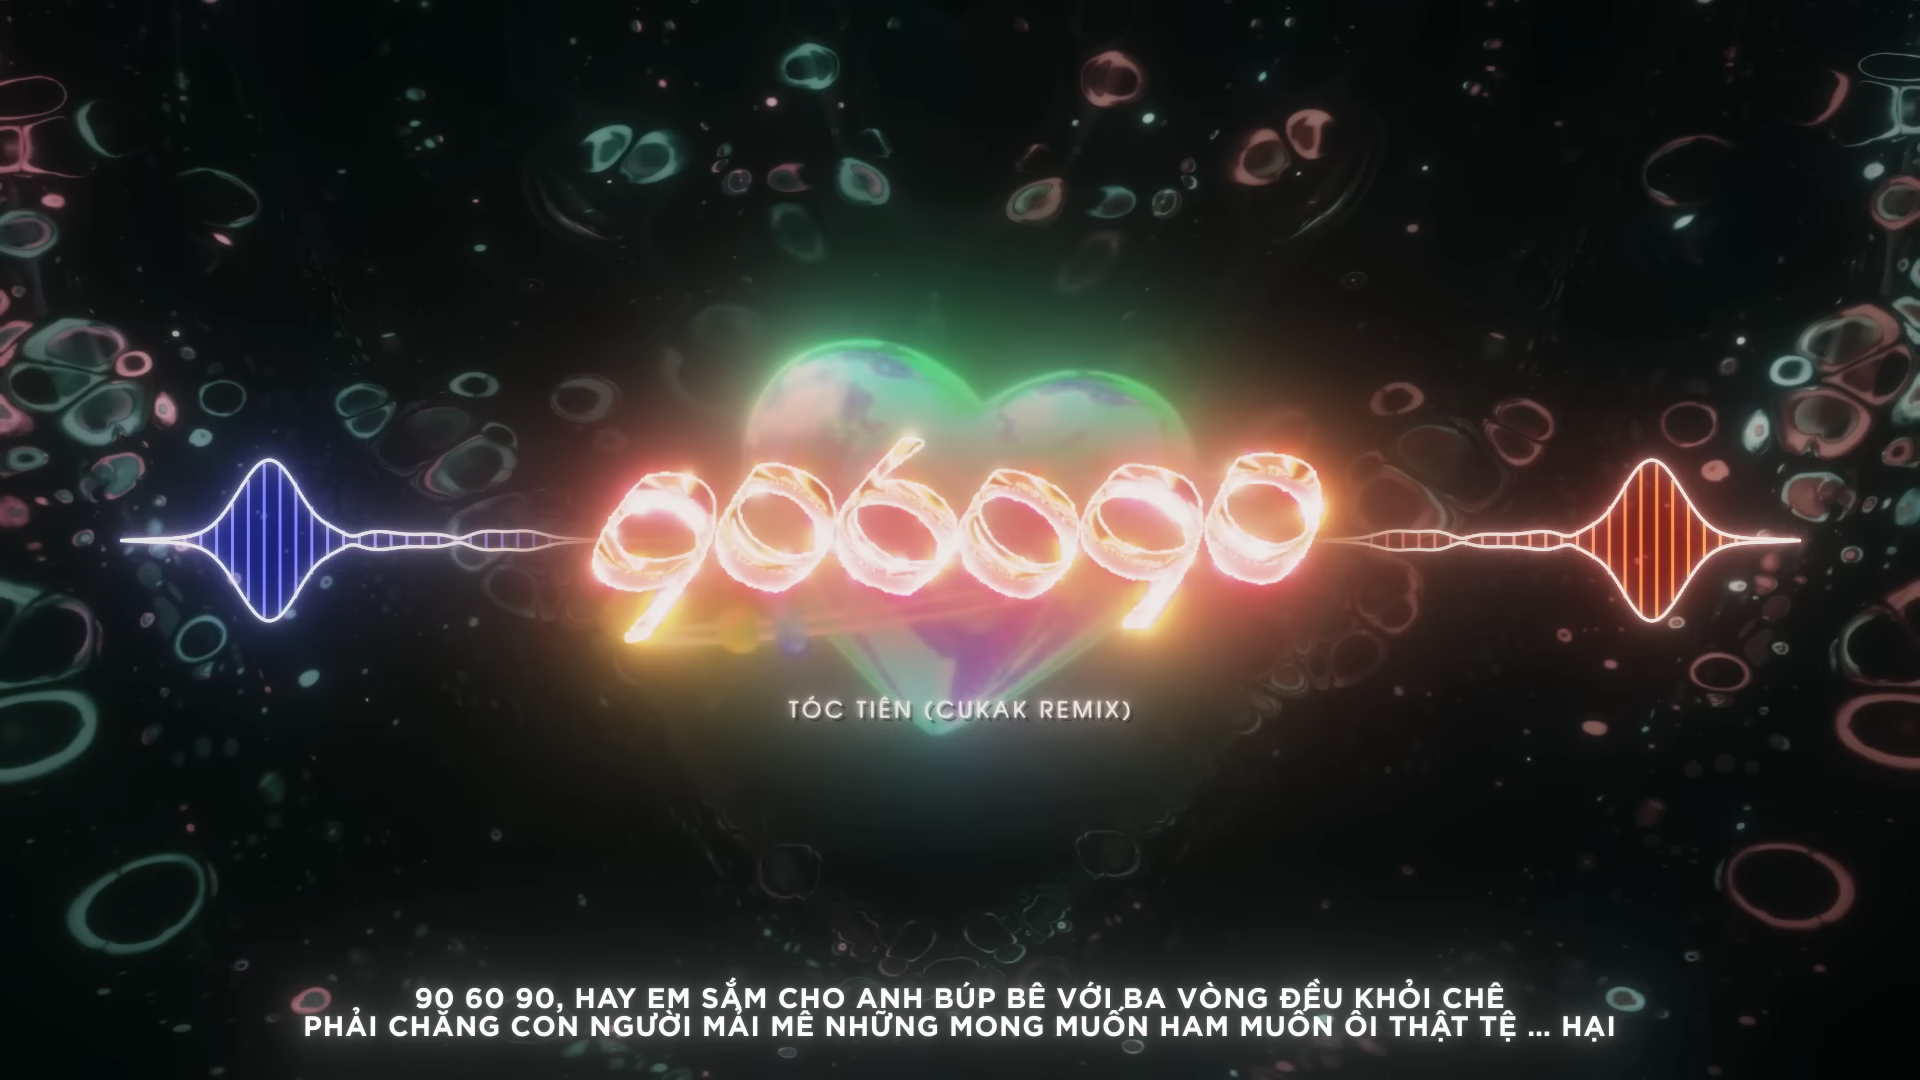 906090
TÓC TIÊN (CUKAK REMIX)
90 60 90, HAY EM SẮM CHO ANH BÚP BÊ VỚI BA VÒNG ĐỀU KHỎI CHÊ
PHẢI CHĂNG CON NGƯỜI MẢI MÊ NHỮNG MONG MUỐN HAM MUỐN ÔI THẬT TỆ ... HẠI